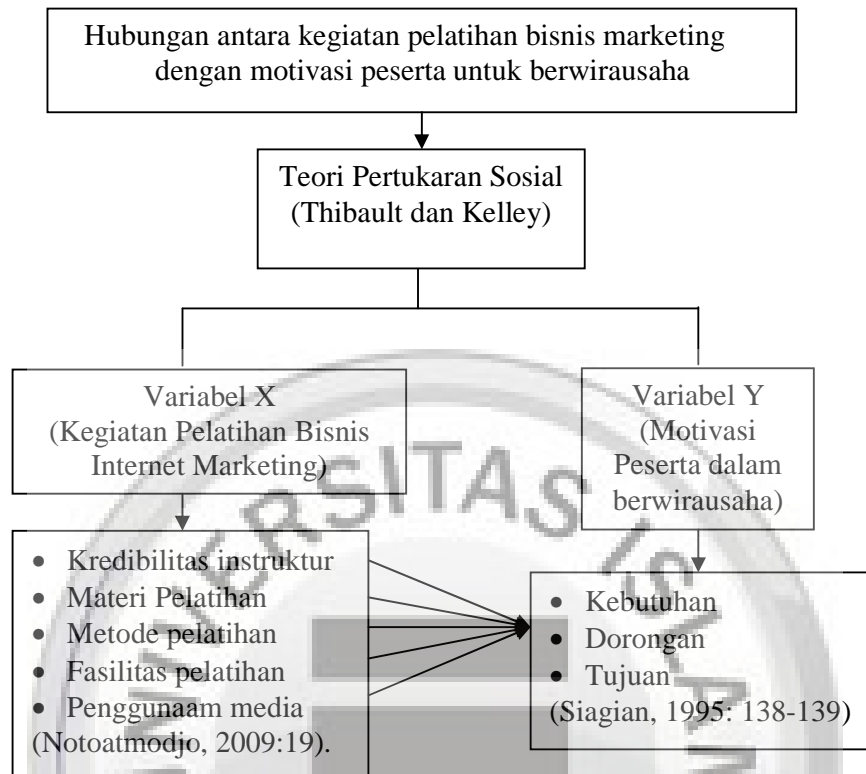 Hubungan antara kegiatan pelatihan bisnis marketing
dengan motivasi peserta untuk berwirausaha
Teori Pertukaran Sosial
(Thibault dan Kelley)
Variabel X
(Kegiatan Pelatihan Bisnis
Internet Marketing)
Variabel Y
(Motivasi
Peserta dalam
berwirausaha)
• Kredibilitas instruktur
• Materi Pelatihan
• Metode pelatihan
• Fasilitas pelatihan
• Penggunaam media
(Notoatmodjo, 2009:19).
• Kebutuhan
• Dorongan
• Tujuan
(Siagian, 1995: 138-139)
UNIVERSITAS ISLAM